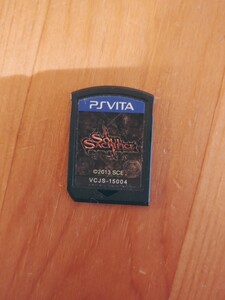 PSVITA
SOUL
SACRIFICE
©2013 SCE
VCJS-15004